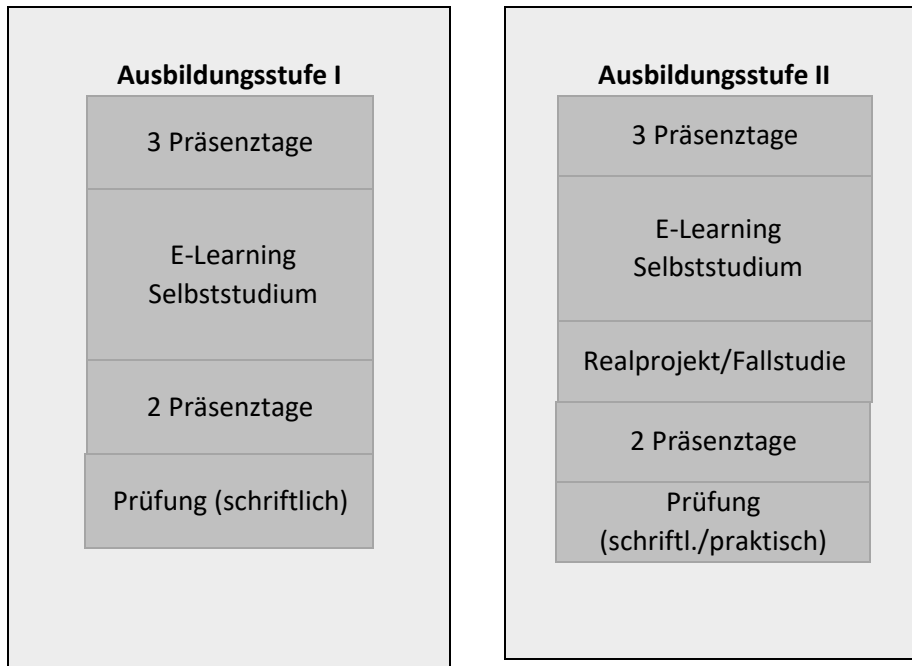 Ausbildungsstufe I
3 Präsenztage
E-Learning
Selbststudium
2 Präsenztage
Prüfung (schriftlich)
Ausbildungsstufe II
3 Präsenztage
E-Learning
Selbststudium
Realprojekt/Fallstudie
2 Präsenztage
Prüfung
(schriftl./praktisch)